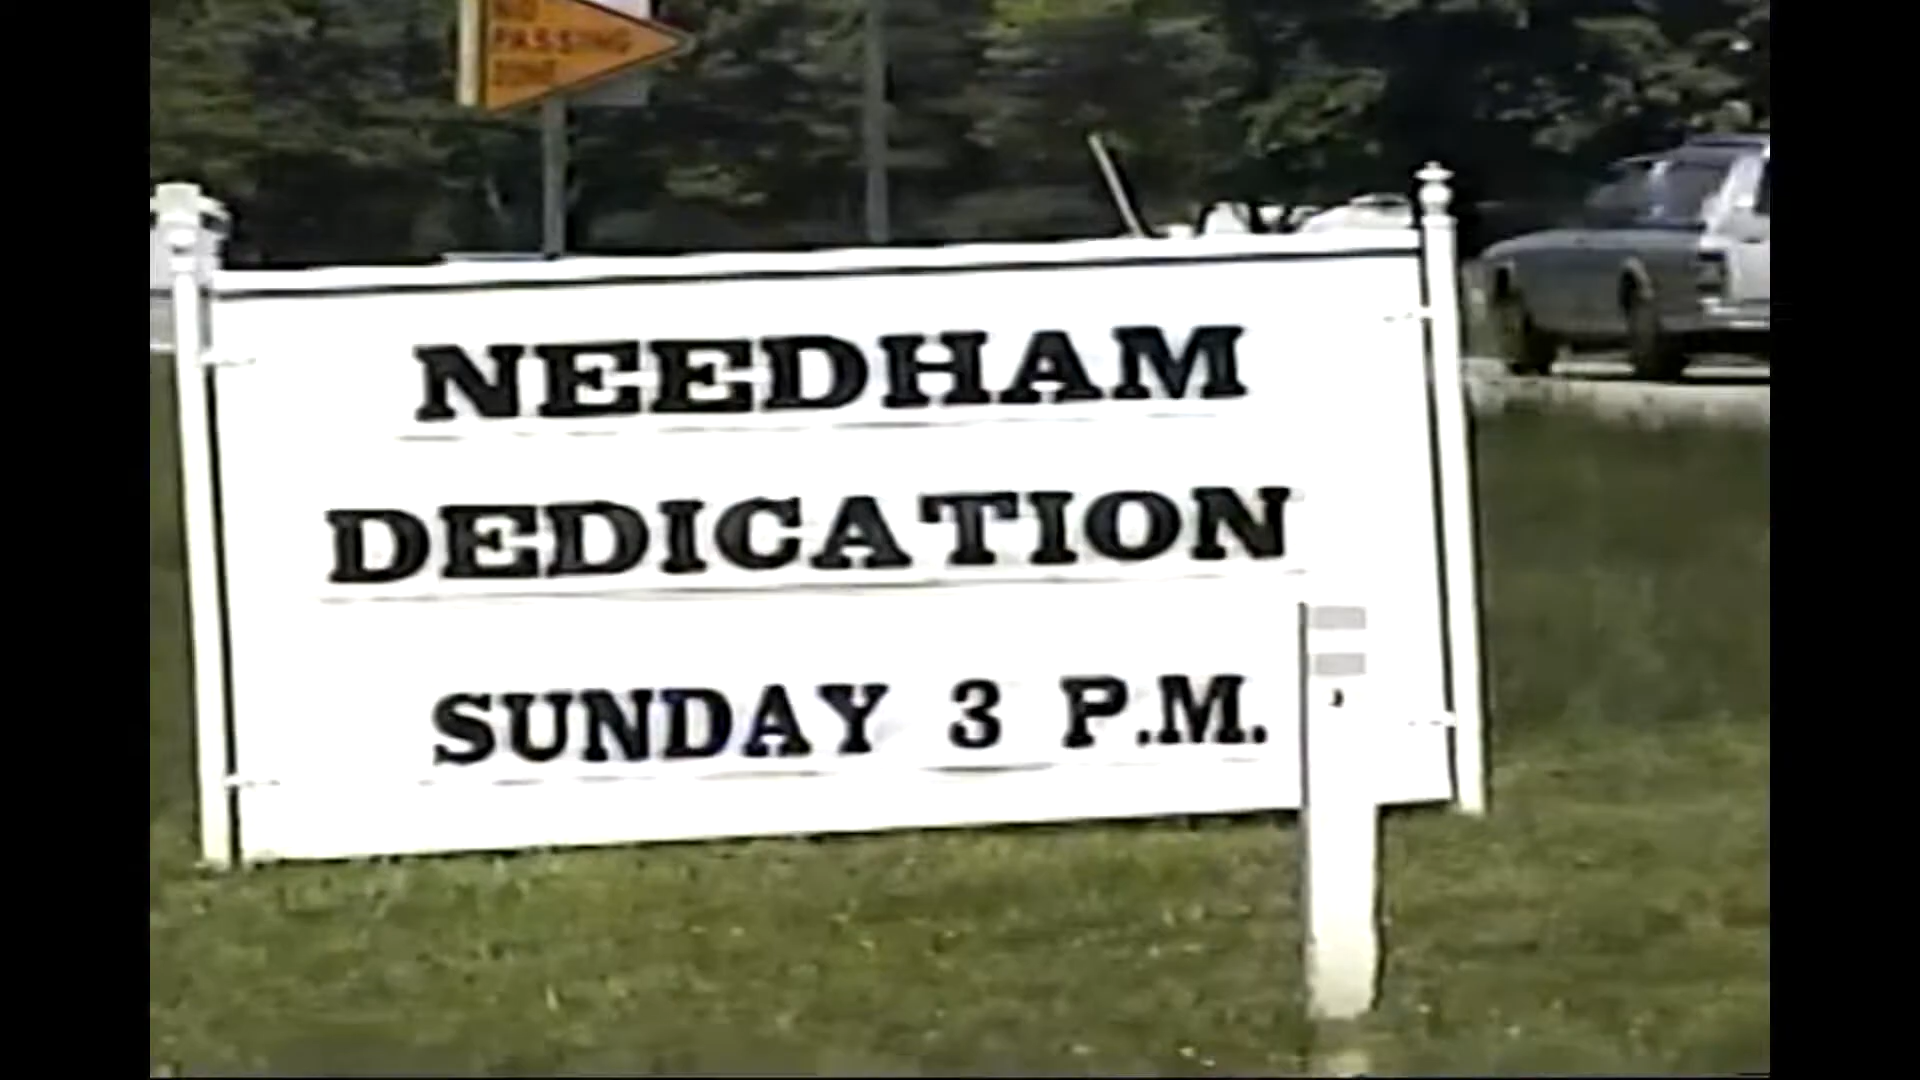 NO
PASSING
ZONE
NEEDHAM
DEDICATION
SUNDAY 3 P.M.